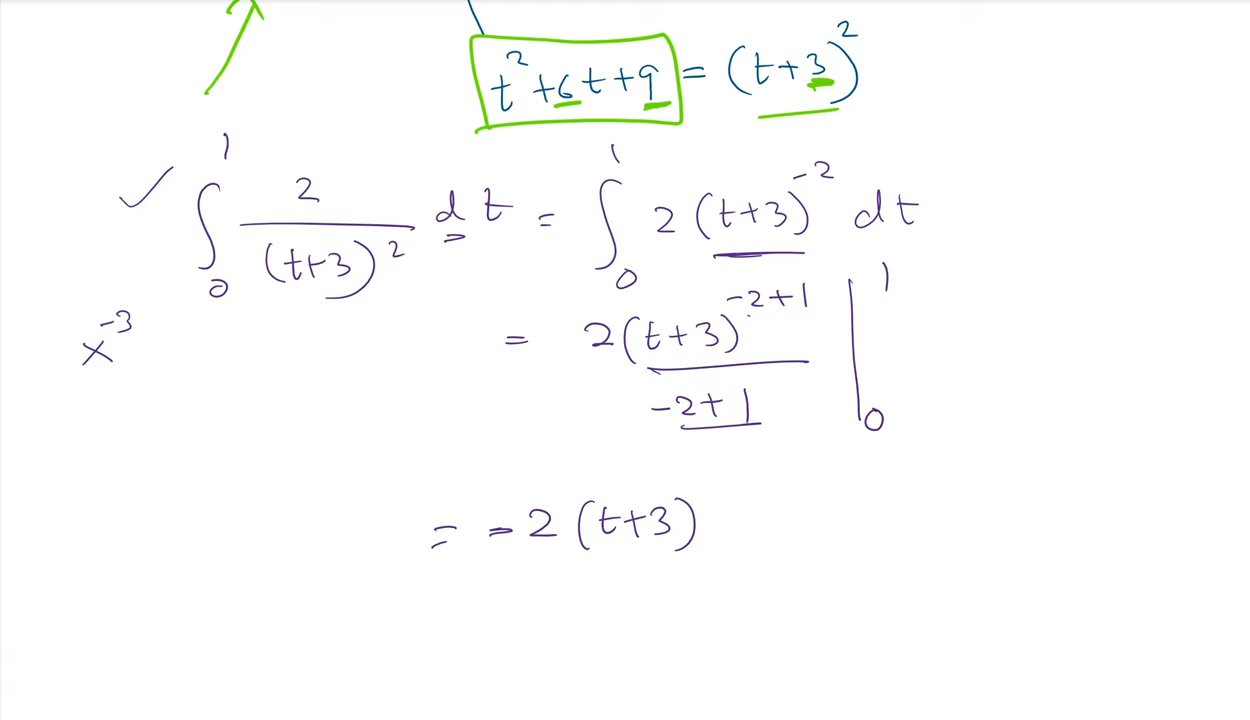 t²+6t+9 = (t+3)²
∫₀¹ 2/(t+3)² dt = ∫₀¹ 2(t+3)⁻² dt
x⁻³
= 2(t+3)⁻²⁺¹/(-2+1) |₀¹
= -2(t+3)